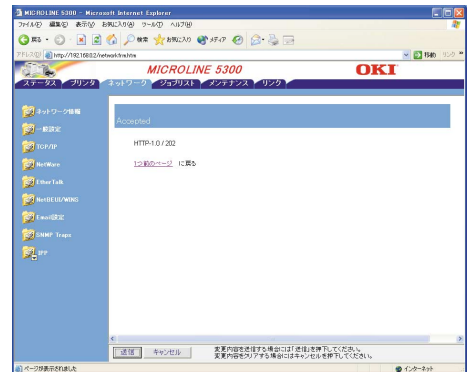 MICROLINE 5300 - Microsoft Internet Explorer
ファイル(F) 編集(E) 表示(V) お気に入り(A) ツール(T) ヘルプ(H)
戻る 検索 お気に入り メディア
アドレス(D) http://192.168.0.2/network/frm.htm 移動 リンク
MICROLINE 5300 OKI
ステータス プリンタ ネットワーク ジョブリスト メンテナンス リンク
ネットワーク情報
一般設定
TCP/IP
NetWare
EtherTalk
NetBEUI/WINS
Email設定
SNMP Traps
IPP
Accepted
HTTP-1.0 / 202
1つ前のページ に戻る
送信 キャンセル
変更内容を送信する場合には「送信」を押下してください。
変更内容をクリアする場合にはキャンセルを押下してください。
ページが表示されました インターネット